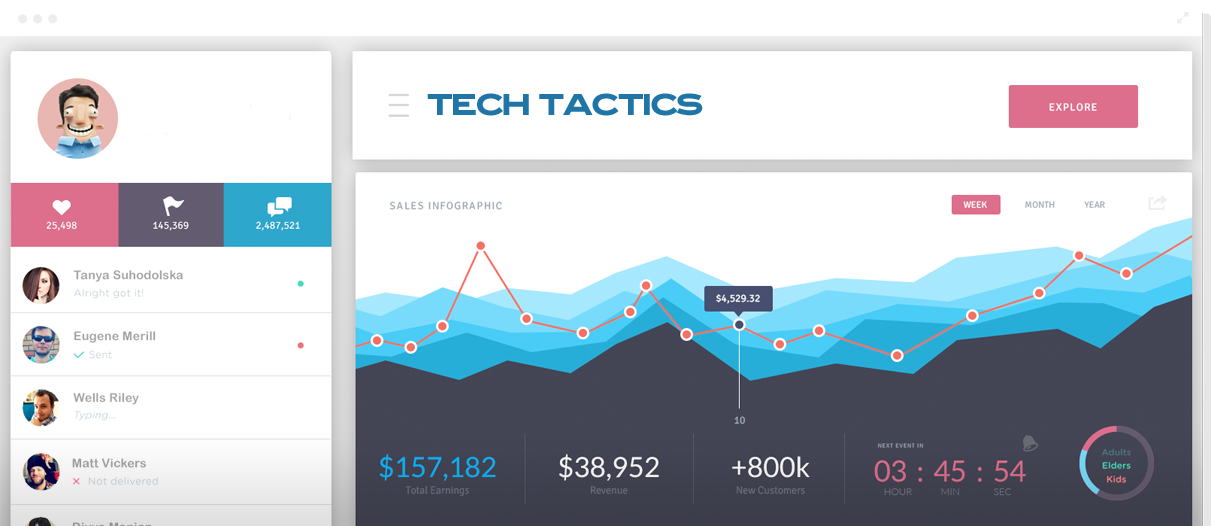 TECH TACTICS
EXPLORE
25,498
145,369
2,487,521
Tanya Suhodolska
Alright got it!
Eugene Merill
Sent
Wells Riley
Typing...
Matt Vickers
Not delivered
SALES INFOGRAPHIC
WEEK
MONTH
YEAR
$4,529.32
10
$157,182
Total Earnings
$38,952
Revenue
+800k
New Customers
NEXT EVENT IN
03 : 45 : 54
HOUR MIN SEC
Adults
Elders
Kids